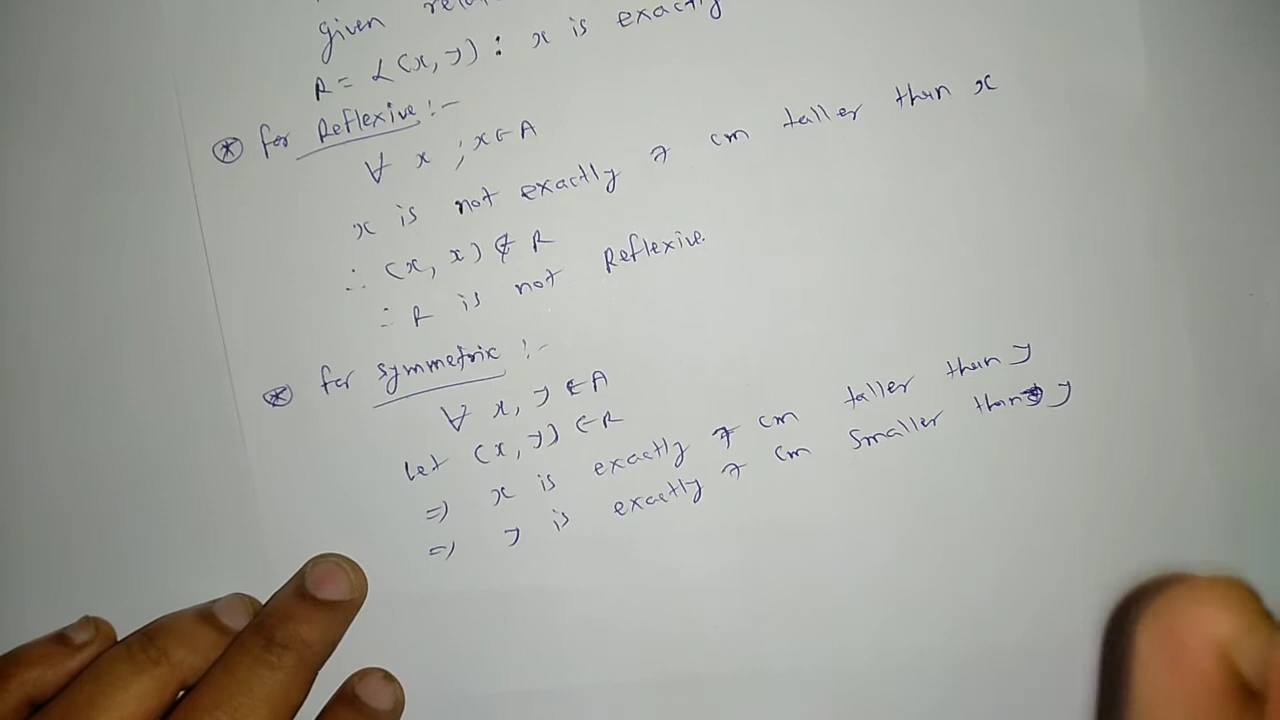 given
R = {(x, y) : x is exactly
⊛ for Reflexive :-
∀ x ; x ∈ A
x is not exactly 7 cm taller than x
∴ (x, x) ∉ R
∴ R is not Reflexive.
⊛ for symmetric :-
∀ x, y ∈ A
let (x, y) ∈ R
⇒ x is exactly 7 cm taller than y
⇒ y is exactly 7 cm smaller than y